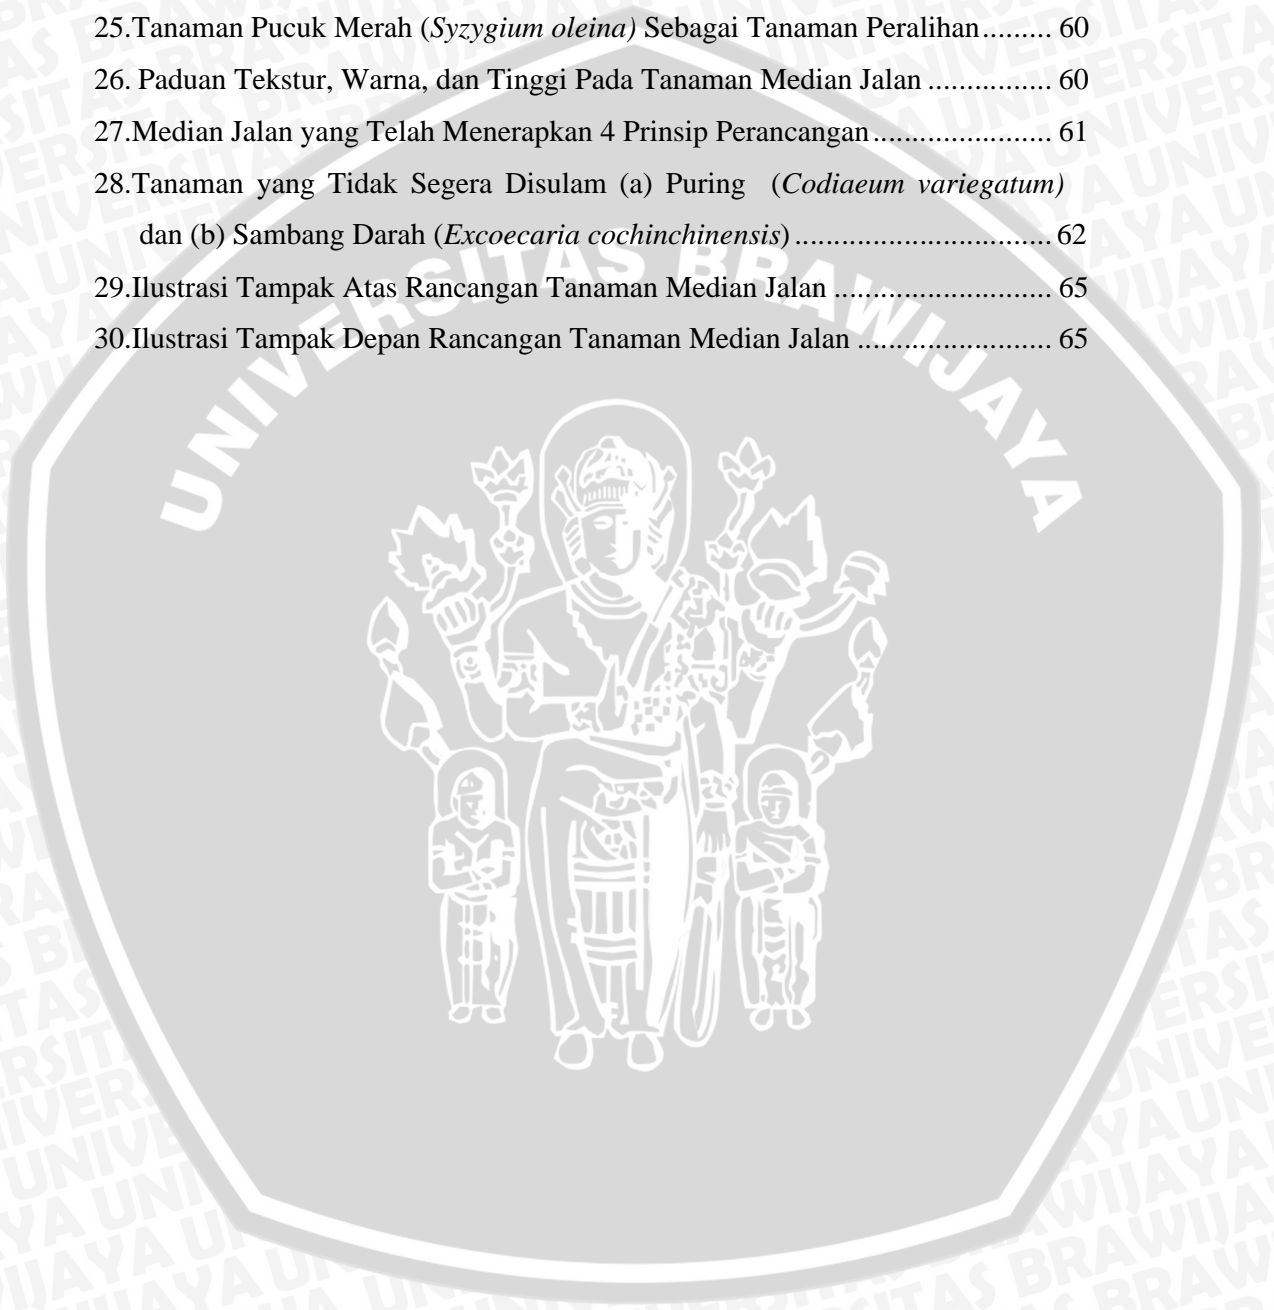 25.Tanaman Pucuk Merah (Syzygium oleina) Sebagai Tanaman Peralihan......... 60
26. Paduan Tekstur, Warna, dan Tinggi Pada Tanaman Median Jalan ............... 60
27.Median Jalan yang Telah Menerapkan 4 Prinsip Perancangan...................... 61
28.Tanaman yang Tidak Segera Disulam (a) Puring (Codiaeum variegatum)
dan (b) Sambang Darah (Excoecaria cochinchinensis)................................ 62
29.Ilustrasi Tampak Atas Rancangan Tanaman Median Jalan ........................... 65
30.Ilustrasi Tampak Depan Rancangan Tanaman Median Jalan ........................ 65
UNIVERSITAS BRAWIJAYA